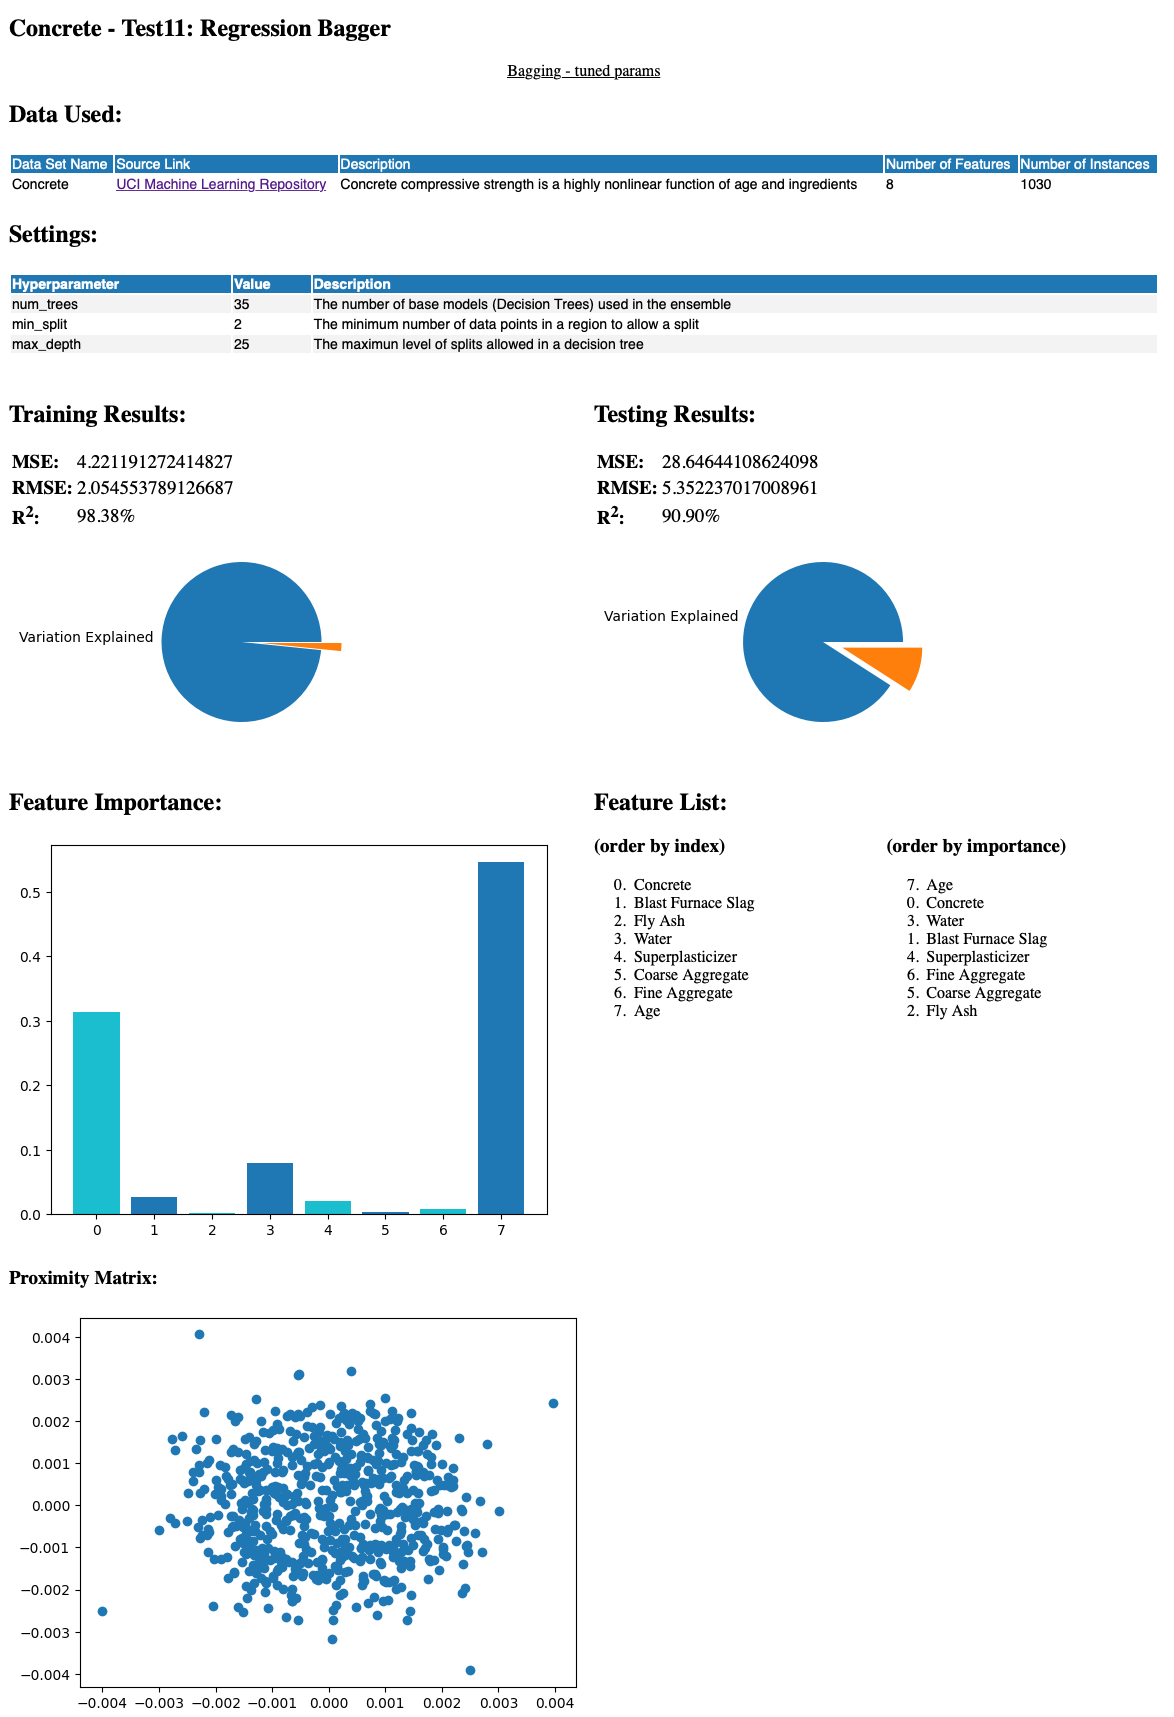 Concrete - Test11: Regression Bagger
Bagging - tuned params
Data Used:
Data Set Name Source Link Description Number of Features Number of Instances
Concrete UCI Machine Learning Repository Concrete compressive strength is a highly nonlinear function of age and ingredients 8 1030
Settings:
Hyperparameter Value Description
num_trees 35 The number of base models (Decision Trees) used in the ensemble
min_split 2 The minimum number of data points in a region to allow a split
max_depth 25 The maximun level of splits allowed in a decision tree
Training Results:
MSE: 4.221191272414827
RMSE: 2.054553789126687
R2: 98.38%
Variation Explained
Testing Results:
MSE: 28.64644108624098
RMSE: 5.352237017008961
R2: 90.90%
Variation Explained
Feature Importance:
0.5
0.4
0.3
0.2
0.1
0.0
0 1 2 3 4 5 6 7
Feature List:
(order by index)
0. Concrete
1. Blast Furnace Slag
2. Fly Ash
3. Water
4. Superplasticizer
5. Coarse Aggregate
6. Fine Aggregate
7. Age
(order by importance)
7. Age
0. Concrete
3. Water
1. Blast Furnace Slag
4. Superplasticizer
6. Fine Aggregate
5. Coarse Aggregate
2. Fly Ash
Proximity Matrix:
0.004
0.003
0.002
0.001
0.000
−0.001
−0.002
−0.003
−0.004
−0.004 −0.003 −0.002 −0.001 0.000 0.001 0.002 0.003 0.004